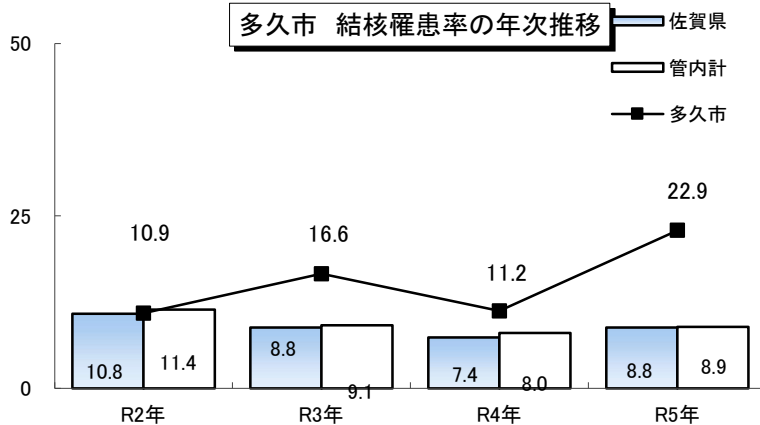 多久市 結核罹患率の年次推移
佐賀県
管内計
多久市
50
25
0
10.9
16.6
11.2
22.9
10.8
11.4
8.8
9.1
7.4
8.0
8.8
8.9
R2年
R3年
R4年
R5年